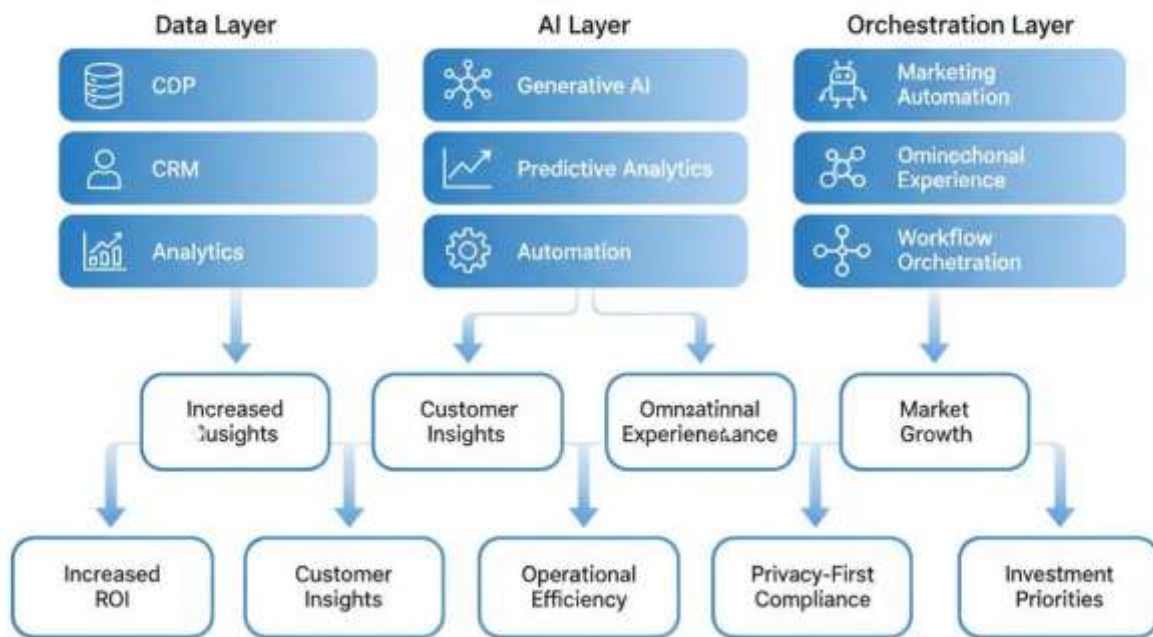 Data Layer
AI Layer
Orchestration Layer
CDP
Generative AI
Marketing
Automation
CRM
Predictive Analytics
Ominechonal
Experience
Analytics
Automation
Workflow
Orchetration
Increased
Customer
Insights
Market
Growth
Increased
ROI
Customer
Insights
Operational
Efficiency
Privacy-First
Compliance
Investment
Priorities